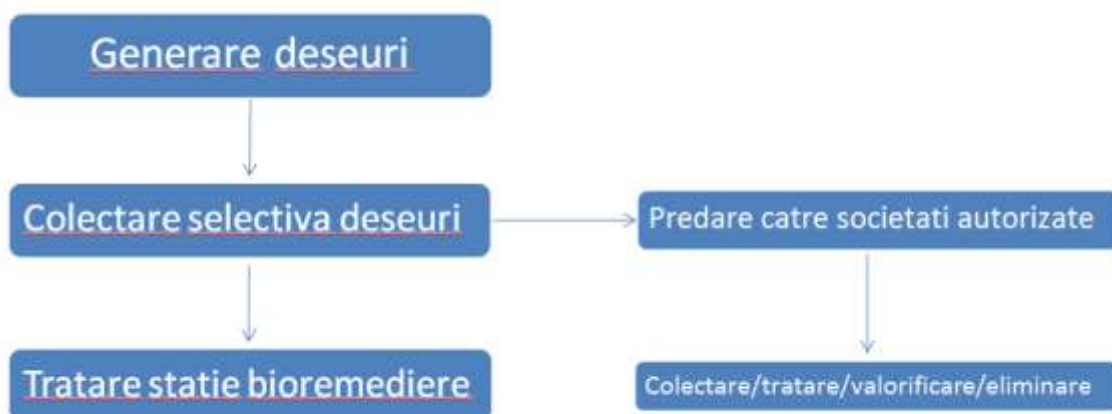 Generare deseuri
Colectare selectiva deseuri
Predare catre societati autorizate
Tratare statie bioremediere
Colectare/tratare/valorificare/eliminare